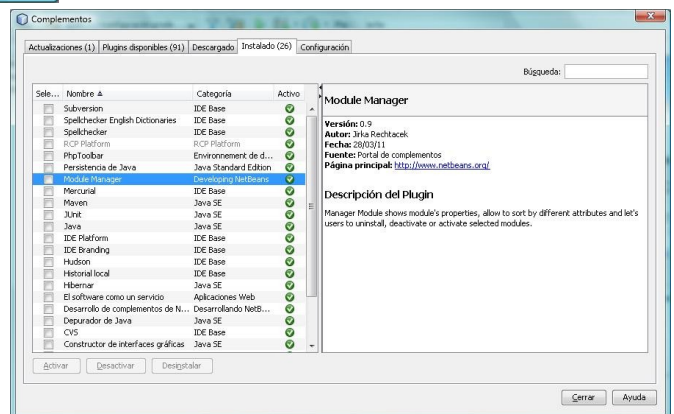 Complementos
Actualizaciones (1) Plugins disponibles (91) Descargado Instalado (26) Configuración
Búsqueda:
Sele... Nombre Categoría Activo
Subversion IDE Base
Spellchecker English Dictionaries IDE Base
Spellchecker IDE Base
RCP Platform RCP Platform
PhpToolbar Environnement de d...
Persistencia de Java Java Standard Edition
Module Manager Developing NetBeans
Mercurial IDE Base
Maven Java SE
JUnit Java SE
Java Java SE
IDE Platform IDE Base
IDE Branding IDE Base
Hudson IDE Base
Historial local IDE Base
Hibernar Java SE
El software como un servicio Aplicaciones Web
Desarrollo de complementos de N... Desarrollando NetB...
Depurador de Java Java SE
CVS IDE Base
Constructor de interfaces gráficas Java SE
Module Manager
Versión: 0.9
Autor: Jirka Rechtacek
Fecha: 28/03/11
Fuente: Portal de complementos
Página principal: http://www.netbeans.org/
Descripción del Plugin
Manager Module shows module's properties, allow to sort by different attributes and let's
users to uninstall, deactivate or activate selected modules.
Activar Desactivar Desinstalar
Cerrar Ayuda